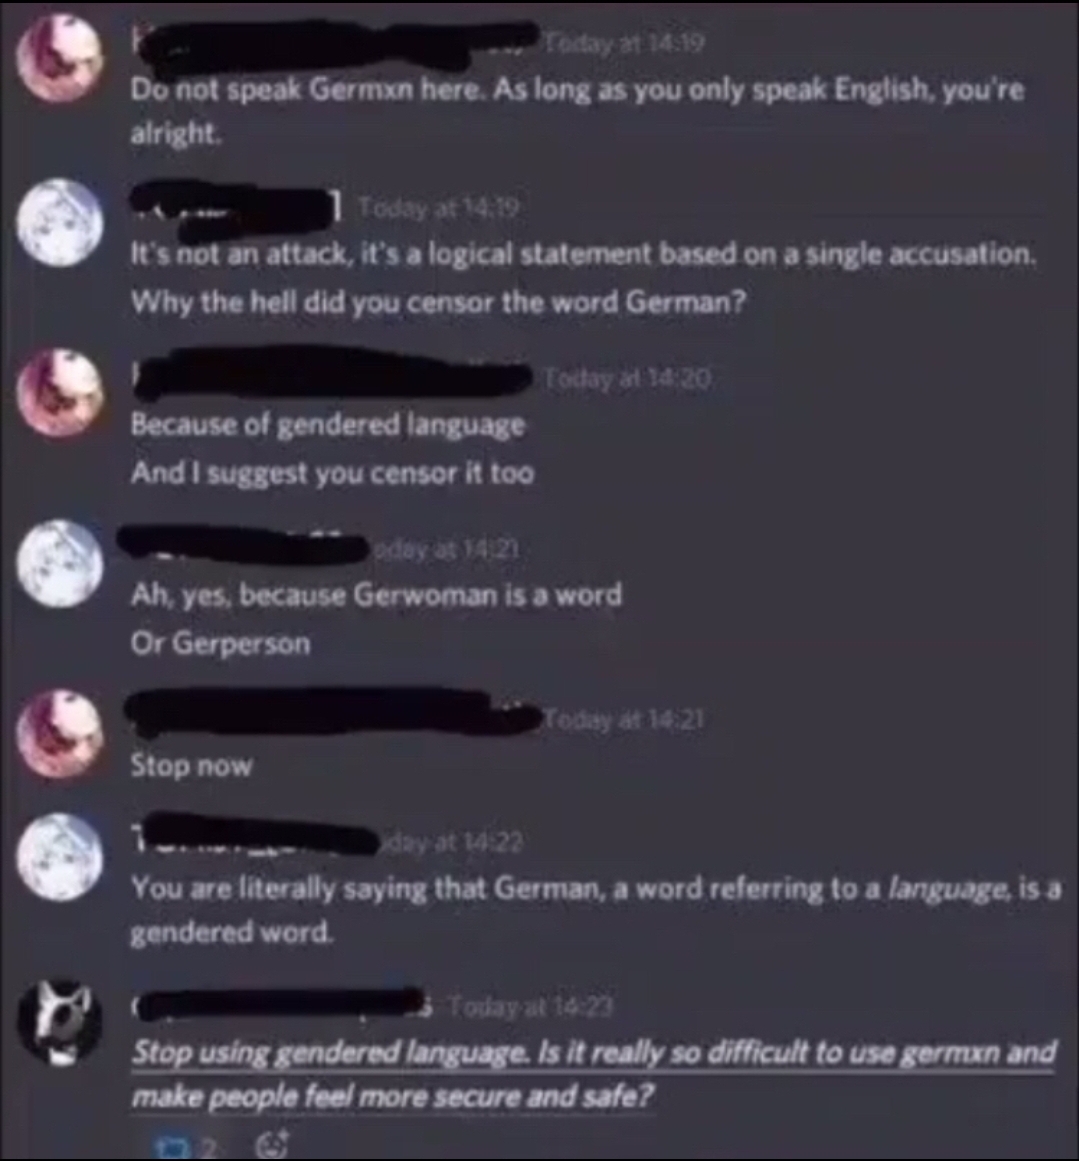 Today at 14:19
Do not speak Germxn here. As long as you only speak English, you're
alright.
Today at 14:19
It's not an attack, it's a logical statement based on a single accusation.
Why the hell did you censor the word German?
Today at 14:20
Because of gendered language
And I suggest you censor it too
oday at 14:21
Ah, yes, because Gerwoman is a word
Or Gerperson
Today at 14:21
Stop now
day at 14:22
You are literally saying that German, a word referring to a language, is a
gendered word.
Today at 14:23
Stop using gendered language. Is it really so difficult to use germxn and
make people feel more secure and safe?
2